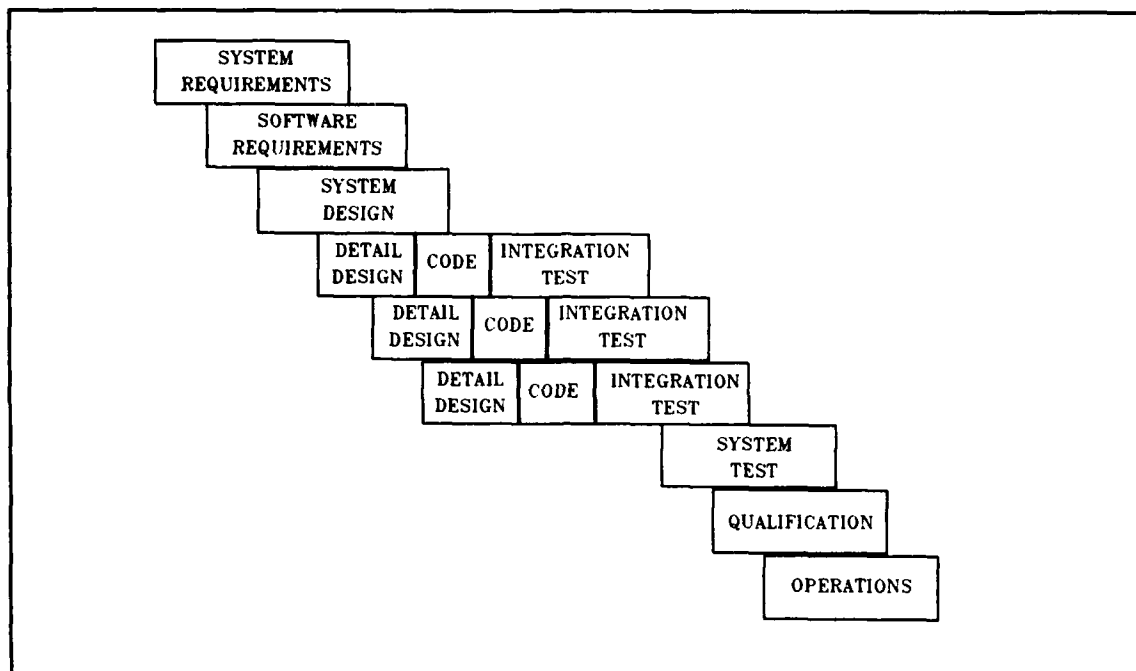 SYSTEM
REQUIREMENTS
SOFTWARE
REQUIREMENTS
SYSTEM
DESIGN
DETAIL
DESIGN
CODE
INTEGRATION
TEST
DETAIL
DESIGN
CODE
INTEGRATION
TEST
DETAIL
DESIGN
CODE
INTEGRATION
TEST
SYSTEM
TEST
QUALIFICATION
OPERATIONS